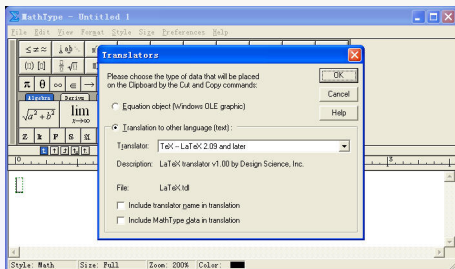 MathType - Untitled 1
File Edit View Format Style Size Preferences Help
Translators
Please choose the type of data that will be placed
on the Clipboard by the Cut and Copy commands:
OK
Cancel
Help
Equation object (Windows OLE graphic)
Translation to other language (text):
Translator: TeX -- LaTeX 2.09 and later
Description: LaTeX translator v1.00 by Design Science, Inc.
File: LaTeX.tdl
Include translator name in translation
Include MathType data in translation
Algebra Derivs
√a²+b² lim x→∞
Style: Math Size: Full Zoom: 200% Color: